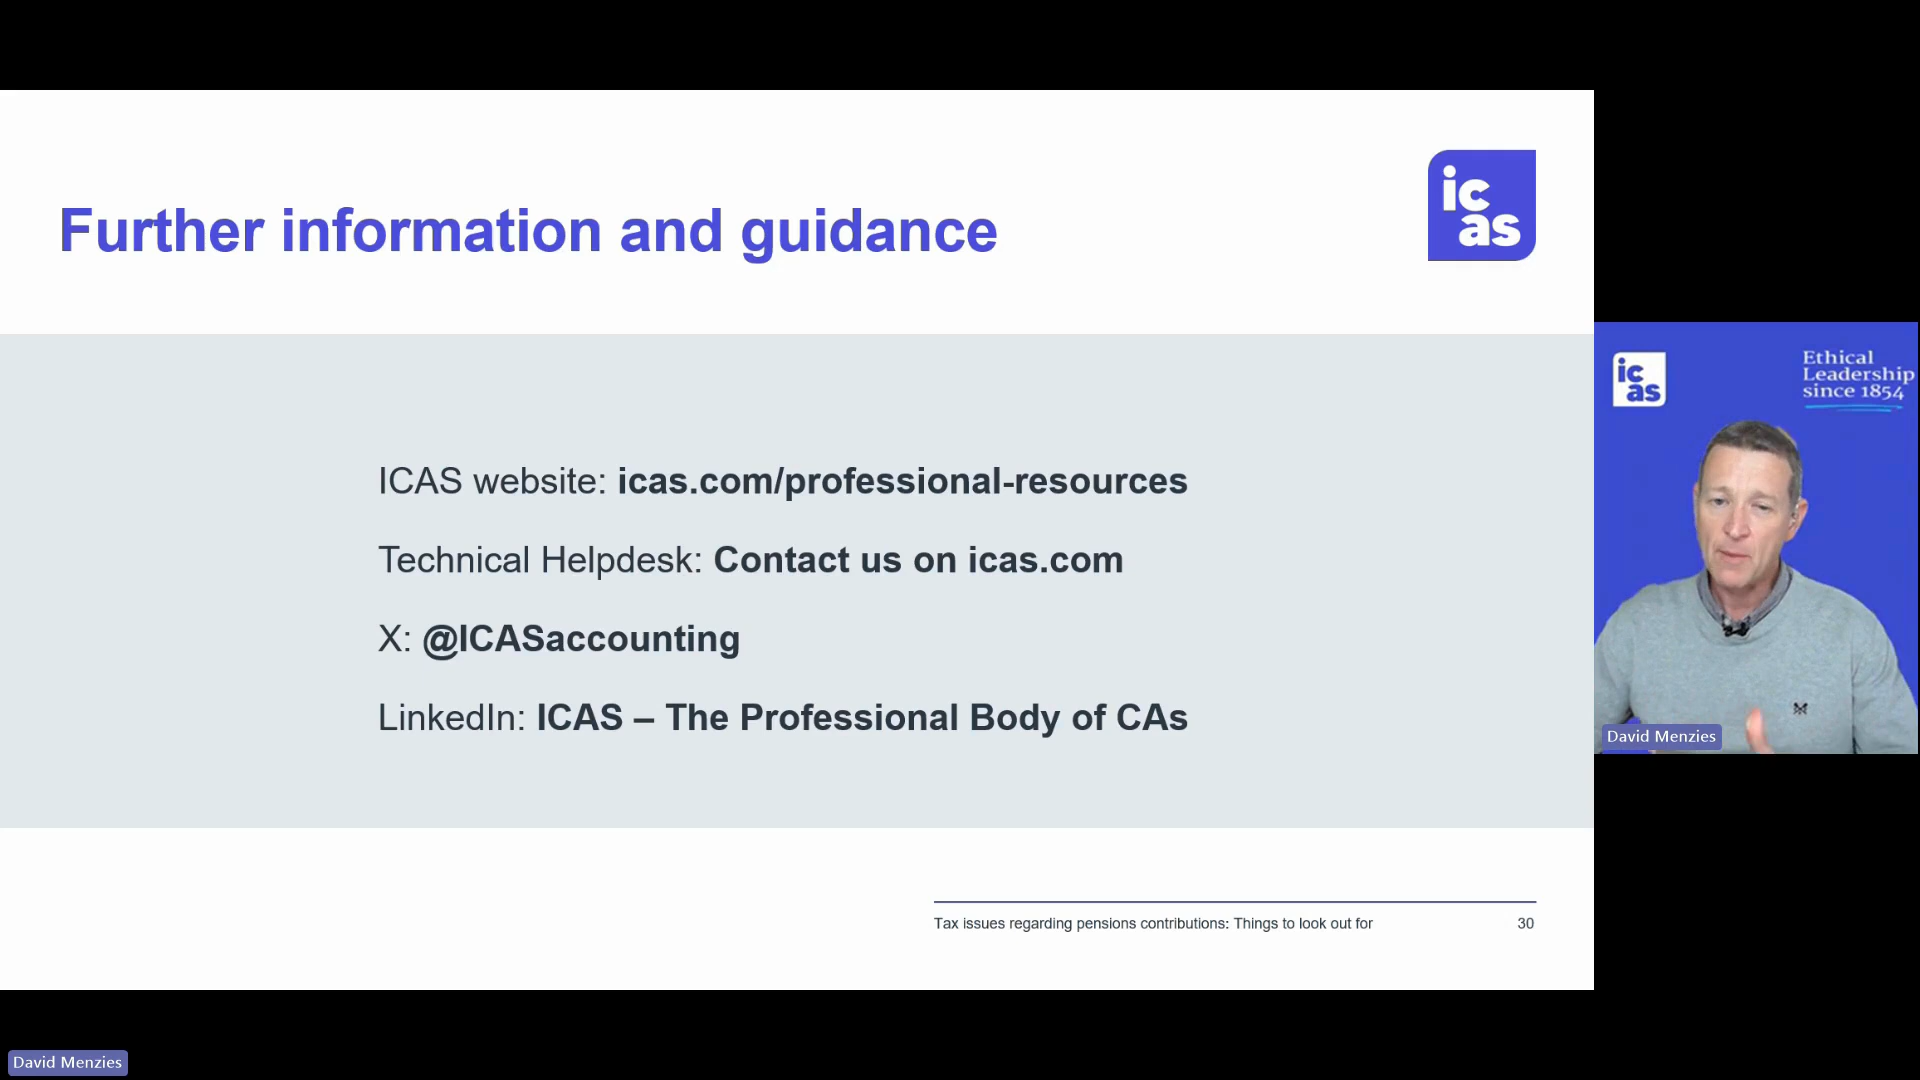 Further information and guidance
ic
as
ICAS website: icas.com/professional-resources
Technical Helpdesk: Contact us on icas.com
X: @ICASaccounting
LinkedIn: ICAS – The Professional Body of CAs
Tax issues regarding pensions contributions: Things to look out for
30
ic
as
Ethical
Leadership
since 1854
David Menzies
David Menzies